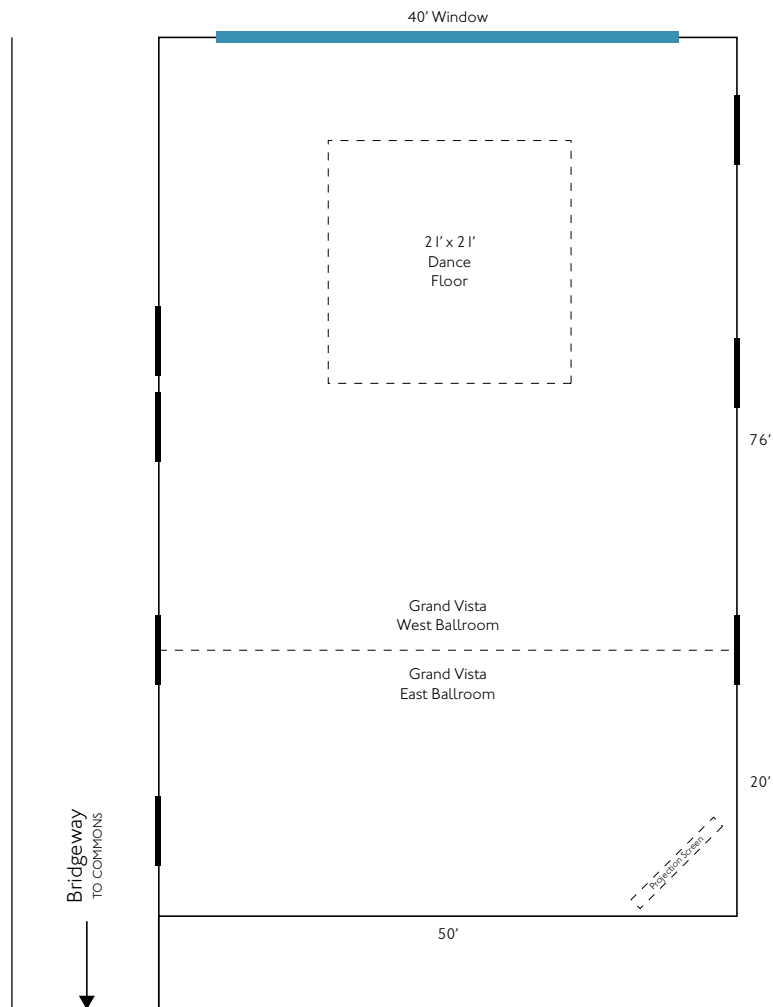 40' Window
21' x 21'
Dance
Floor
76'
Grand Vista
West Ballroom
Grand Vista
East Ballroom
20'
Projection Screen
Bridgeway
TO COMMONS
50'